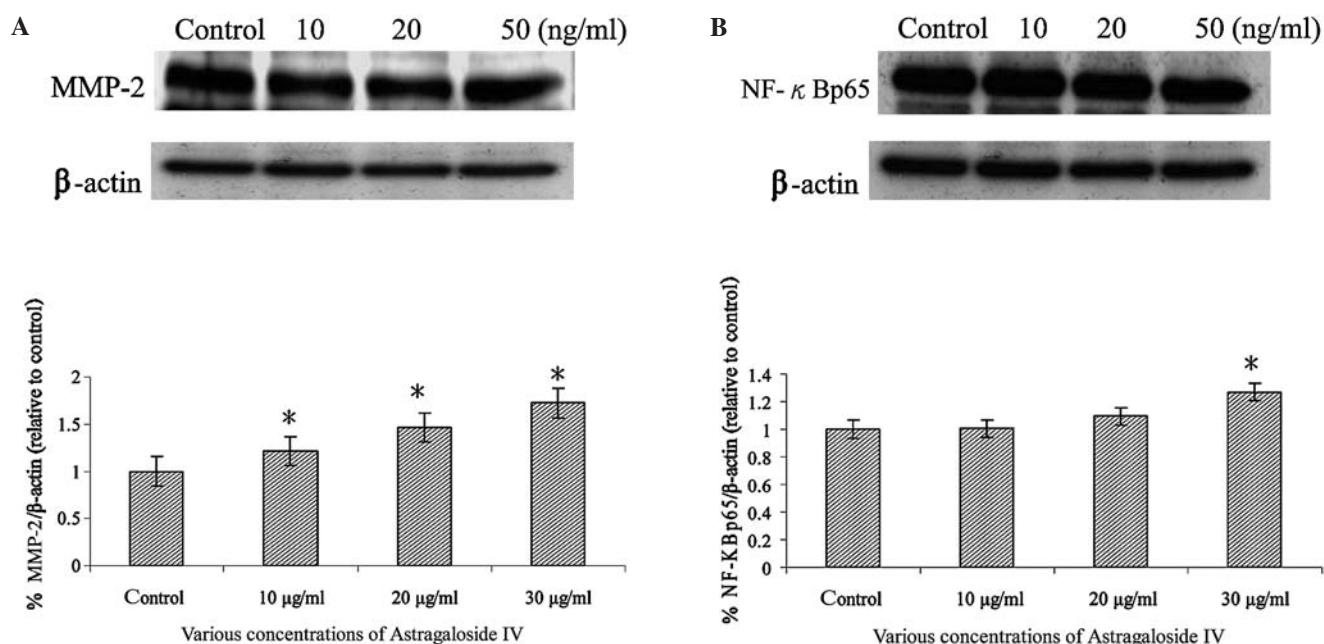 A
Control 10 20 50 (ng/ml)
MMP-2
β-actin
% MMP-2/β-actin (relative to control)
2
1.5
1
0.5
0
*
*
*
Control 10 µg/ml 20 µg/ml 30 µg/ml
Various concentrations of Astragaloside IV
B
Control 10 20 50 (ng/ml)
NF-κBp65
β-actin
% NF-KBp65/β-actin (relative to control)
1.4
1.2
1
0.8
0.6
0.4
0.2
0
*
Control 10 µg/ml 20 µg/ml 30 µg/ml
Various concentrations of Astragaloside IV